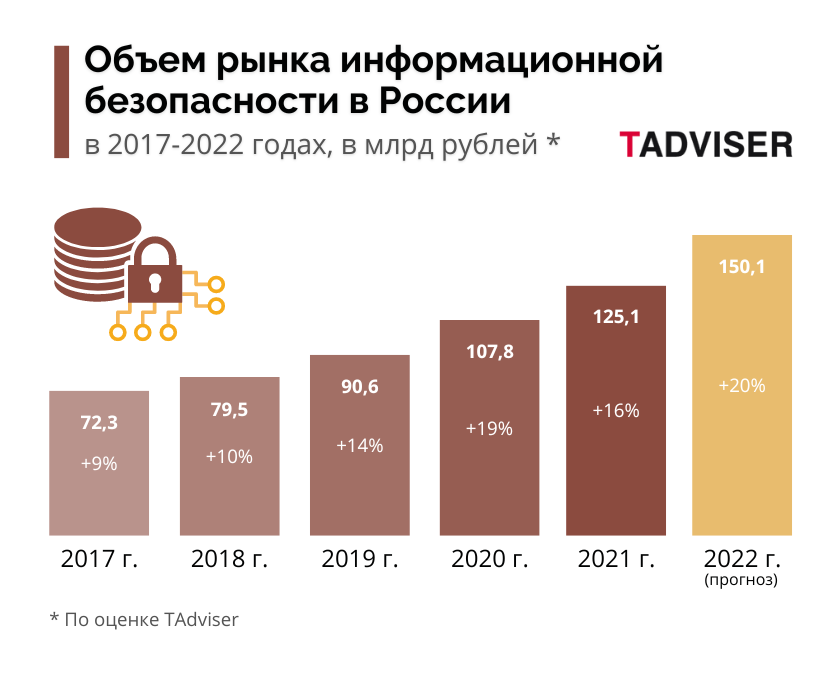 Объем рынка информационной
безопасности в России
в 2017-2022 годах, в млрд рублей *
TADVISER
72,3
+9%
79,5
+10%
90,6
+14%
107,8
+19%
125,1
+16%
150,1
+20%
2017 г.
2018 г.
2019 г.
2020 г.
2021 г.
2022 г.
(прогноз)
* По оценке TAdviser